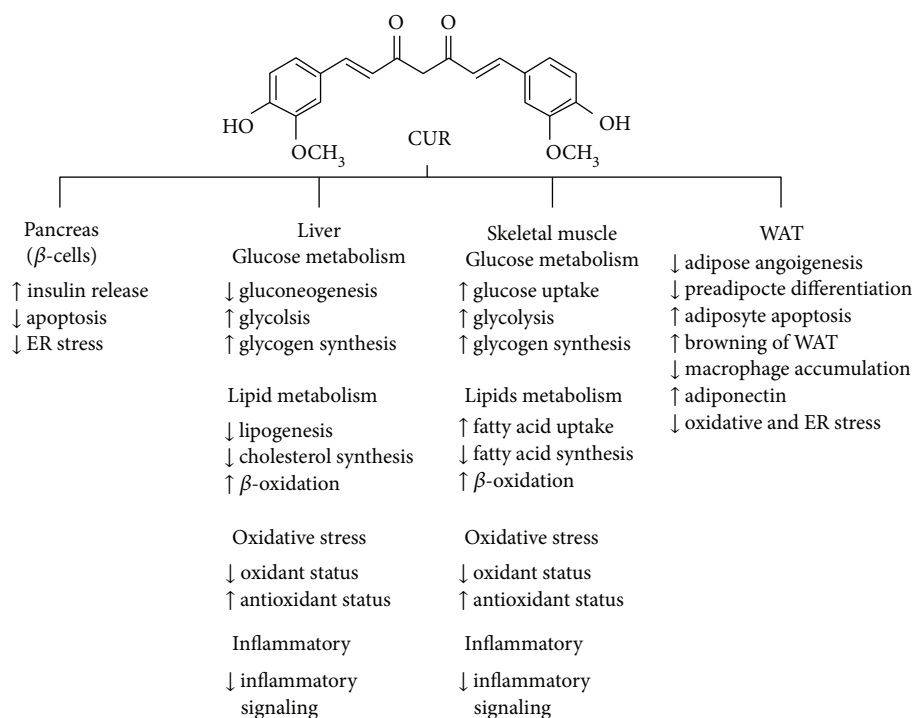 O
O
HO
OCH3
OCH3
OH
CUR
Pancreas
(β-cells)
↑ insulin release
↓ apoptosis
↓ ER stress
Liver
Glucose metabolism
↓ gluconeogenesis
↑ glycolsis
↑ glycogen synthesis
Lipid metabolism
↓ lipogenesis
↓ cholesterol synthesis
↑ β-oxidation
Oxidative stress
↓ oxidant status
↑ antioxidant status
Inflammatory
↓ inflammatory
signaling
Skeletal muscle
Glucose metabolism
↑ glucose uptake
↑ glycolysis
↑ glycogen synthesis
Lipids metabolism
↑ fatty acid uptake
↓ fatty acid synthesis
↑ β-oxidation
Oxidative stress
↓ oxidant status
↑ antioxidant status
Inflammatory
↓ inflammatory
signaling
WAT
↓ adipose angoigenesis
↓ preadipocte differentiation
↑ adiposyte apoptosis
↑ browning of WAT
↓ macrophage accumulation
↑ adiponectin
↓ oxidative and ER stress